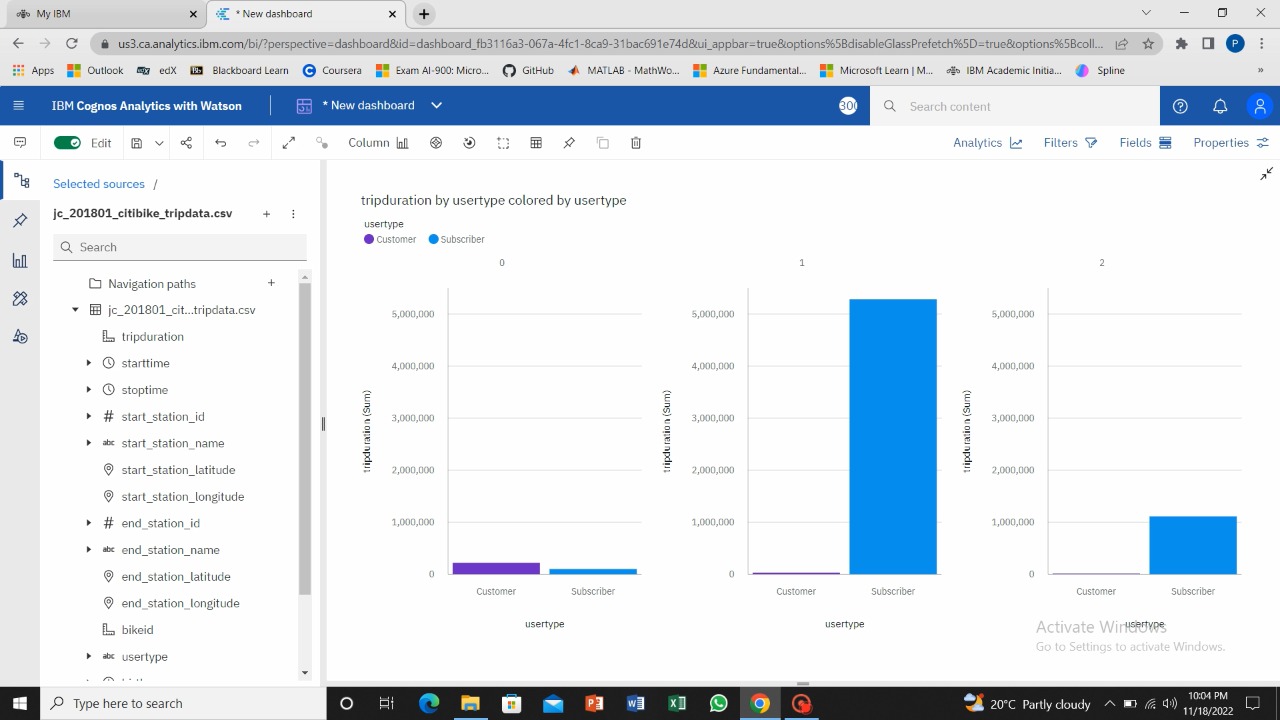 My IBM
* New dashboard
us3.ca.analytics.ibm.com/bi/?perspective=dashboard&id=dashboard_fb3116a3-067a-4fc1-8ca9-31bac691e74d&ui_appbar=true&options%5BdisableGlassPrefetch%5D=true&options%5Bcoll...
P
Apps
Outlook
edX
Blackboard Learn
Coursera
Exam AI-900: Micro...
GitHub
MATLAB - MathWo...
Azure Fundamental...
Microsoft Learn | M...
IBM Academic Initia...
Spline
»
IBM Cognos Analytics with Watson
* New dashboard
30
Search content
Edit
Column
Analytics
Filters
Fields
Properties
Selected sources /
jc_201801_citibike_tripdata.csv
Search
Navigation paths
jc_201801_cit...tripdata.csv
tripduration
starttime
stoptime
# start_station_id
abc start_station_name
start_station_latitude
start_station_longitude
# end_station_id
abc end_station_name
end_station_latitude
end_station_longitude
bikeid
abc usertype
tripduration by usertype colored by usertype
usertype
Customer Subscriber
0
tripduration (Sum)
5,000,000
4,000,000
3,000,000
2,000,000
1,000,000
0
Customer Subscriber
usertype
1
tripduration (Sum)
5,000,000
4,000,000
3,000,000
2,000,000
1,000,000
0
Customer Subscriber
usertype
2
tripduration (Sum)
5,000,000
4,000,000
3,000,000
2,000,000
1,000,000
0
Customer Subscriber
usertype
Activate Windows
Go to Settings to activate Windows.
Type here to search
20°C Partly cloudy
10:04 PM
11/18/2022